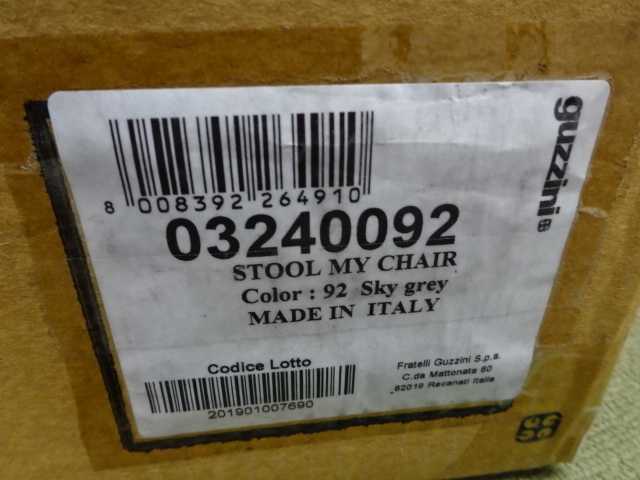 guzzini
8 008392 264910
03240092
STOOL MY CHAIR
Color : 92 Sky grey
MADE IN ITALY
Codice Lotto
201901007690
Fratelli Guzzini S.p.a.
C.da Mattonata 60
62019 Recanati Italia